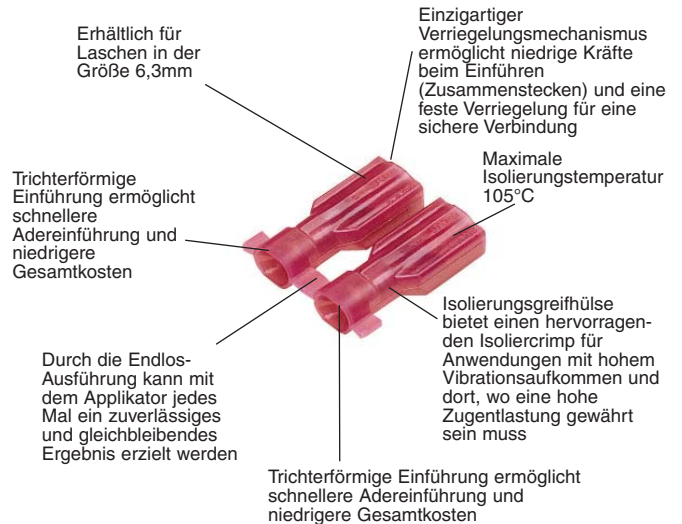 Erhältlich für
Laschen in der
Größe 6,3mm
Einzigartiger
Verriegelungsmechanismus
ermöglicht niedrige Kräfte
beim Einführen
(Zusammenstecken) und eine
feste Verriegelung für eine
sichere Verbindung
Trichterförmige
Einführung ermöglicht
schnellere
Adereinführung und
niedrigere
Gesamtkosten
Maximale
Isolierungstemperatur
105°C
Isolierungsgreifhülse
bietet einen hervorragen-
den Isoliercrimp für
Anwendungen mit hohem
Vibrationsaufkommen und
dort, wo eine hohe
Zugentlastung gewährt
sein muss
Durch die Endlos-
Ausführung kann mit
dem Applikator jedes
Mal ein zuverlässiges
und gleichbleibendes
Ergebnis erzielt werden
Trichterförmige Einführung ermöglicht
schnellere Adereinführung und
niedrigere Gesamtkosten